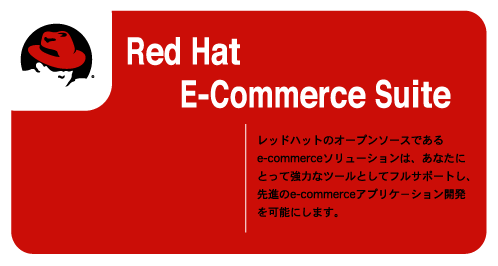 Red Hat
E-Commerce Suite
レッドハットのオープンソースである
e-commerceソリューションは、あなたに
とって強力なツールとしてフルサポートし、
先進のe-commerceアプリケーション開発
を可能にします。